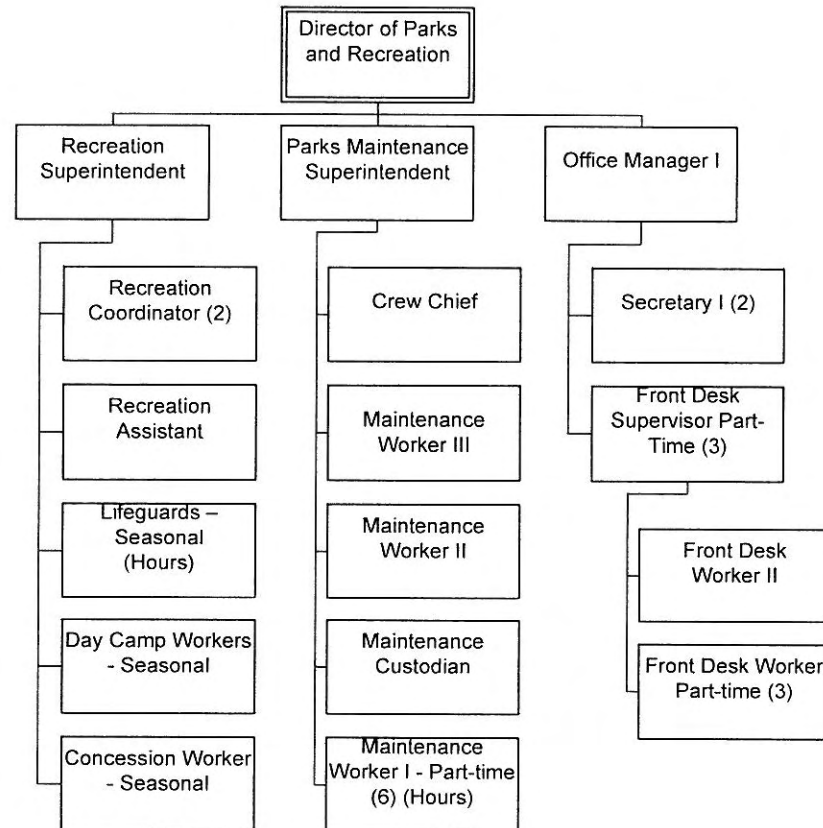 Director of Parks
and Recreation
Recreation
Superintendent
Parks Maintenance
Superintendent
Office Manager I
Recreation
Coordinator (2)
Recreation
Assistant
Lifeguards –
Seasonal
(Hours)
Day Camp Workers
- Seasonal
Concession Worker
- Seasonal
Crew Chief
Maintenance
Worker III
Maintenance
Worker II
Maintenance
Custodian
Maintenance
Worker I - Part-time
(6) (Hours)
Secretary I (2)
Front Desk
Supervisor Part-
Time (3)
Front Desk
Worker II
Front Desk Worker
Part-time (3)